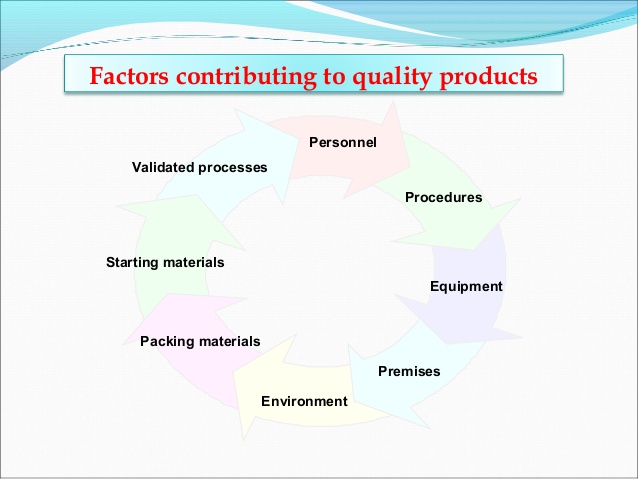 Factors contributing to quality products
Personnel
Validated processes
Procedures
Starting materials
Equipment
Packing materials
Premises
Environment